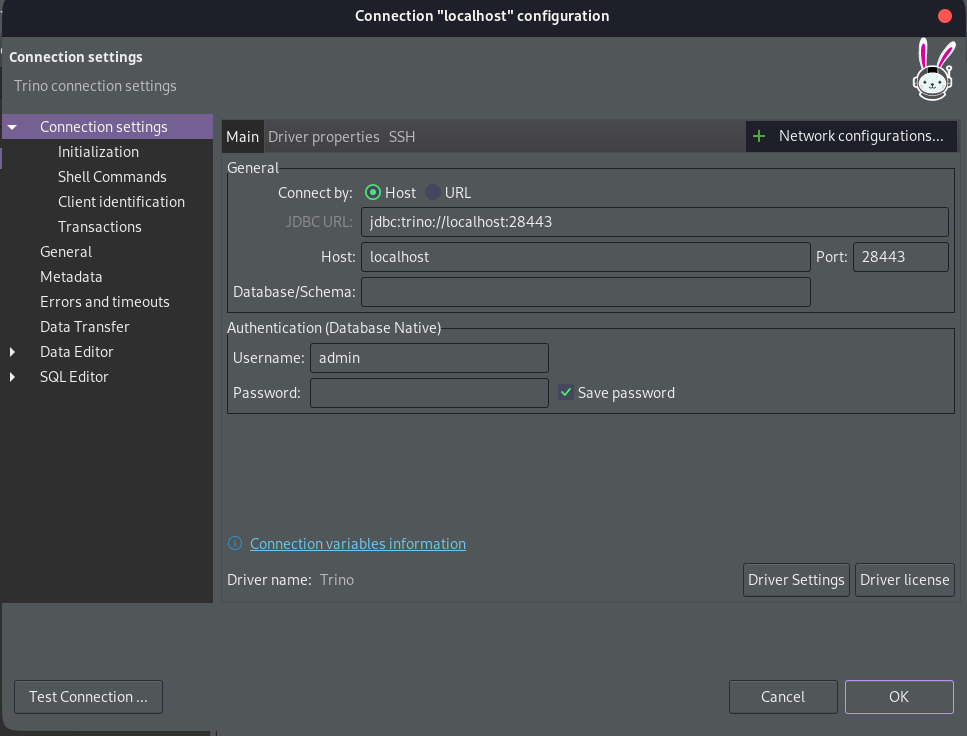 Connection "localhost" configuration
Connection settings
Trino connection settings
Connection settings
Initialization
Shell Commands
Client identification
Transactions
General
Metadata
Errors and timeouts
Data Transfer
Data Editor
SQL Editor
Main Driver properties SSH
Network configurations...
General
Connect by: Host URL
JDBC URL: jdbc:trino://localhost:28443
Host: localhost Port: 28443
Database/Schema:
Authentication (Database Native)
Username: admin
Password: Save password
Connection variables information
Driver name: Trino
Driver Settings Driver license
Test Connection ... Cancel OK